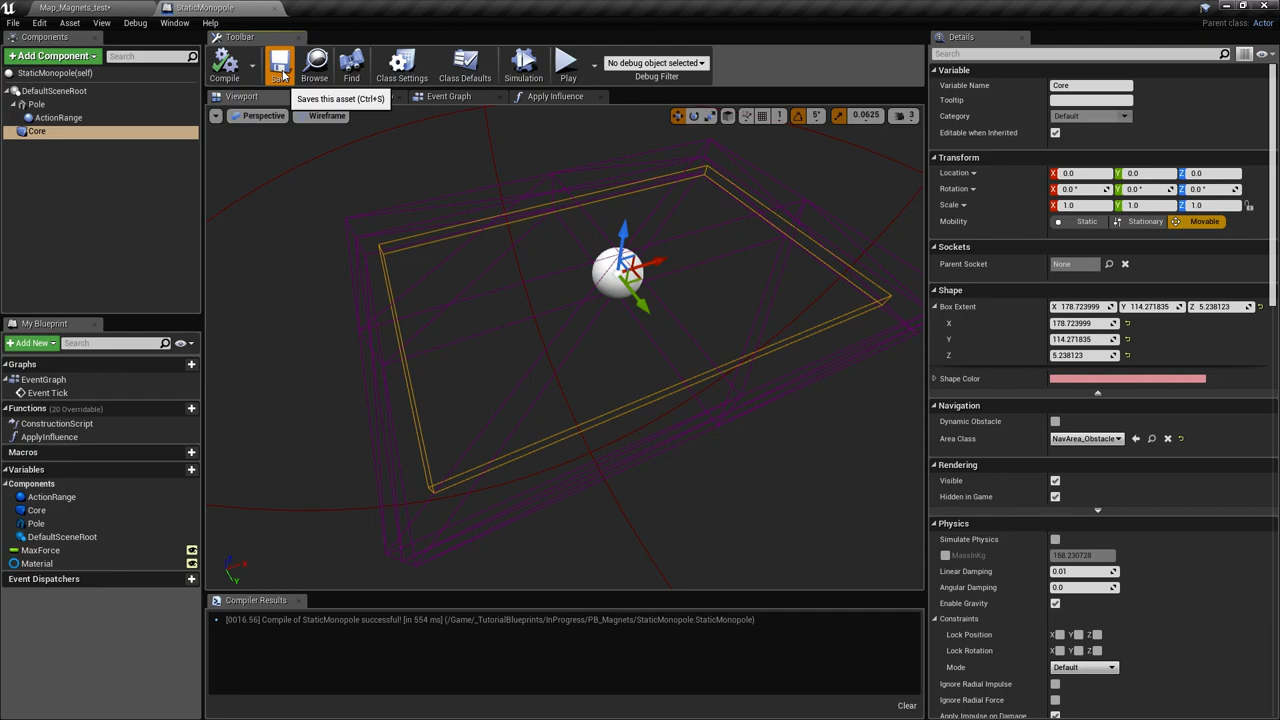 Map_Magnets_test*
StaticMonopole
File Edit Asset View Debug Window Help
Parent class: Actor
Components
Toolbar
Details
Add Component
Search
StaticMonopole(self)
DefaultSceneRoot
Pole
ActionRange
Core
Compile
Browse
Find
Class Settings
Class Defaults
Simulation
Play
No debug object selected
Debug Filter
Saves this asset (Ctrl+S)
Viewport
Event Graph
Apply Influence
Perspective
Wireframe
1
5°
0.0625
3
Search
Variable
Variable Name Core
Tooltip
Category Default
Editable when Inherited
Transform
Location X 0.0 Y 0.0 Z 0.0
Rotation X 0.0 ° Y 0.0 ° Z 0.0 °
Scale X 1.0 Y 1.0 Z 1.0
Mobility Static Stationary Movable
Sockets
Parent Socket None
Shape
Box Extent X 178.723999 Y 114.271835 Z 5.238123
X 178.723999
Y 114.271835
Z 5.238123
Shape Color
Navigation
Dynamic Obstacle
Area Class NavArea_Obstacle
Rendering
Visible
Hidden in Game
Physics
Simulate Physics
MassInKg 158.230728
Linear Damping 0.01
Angular Damping 0.0
Enable Gravity
Constraints
Lock Position X Y Z
Lock Rotation X Y Z
Mode Default
Ignore Radial Impulse
Ignore Radial Force
Apply Impulse on Damage
My Blueprint
Add New
Search
Graphs
EventGraph
Event Tick
Functions (20 Overridable)
ConstructionScript
ApplyInfluence
Macros
Variables
Components
ActionRange
Core
Pole
DefaultSceneRoot
MaxForce
Material
Event Dispatchers
X
Y
Compiler Results
[0016.56] Compile of StaticMonopole successful! [in 554 ms] (/Game/_TutorialBlueprints/InProgress/PB_Magnets/StaticMonopole.StaticMonopole)
Clear